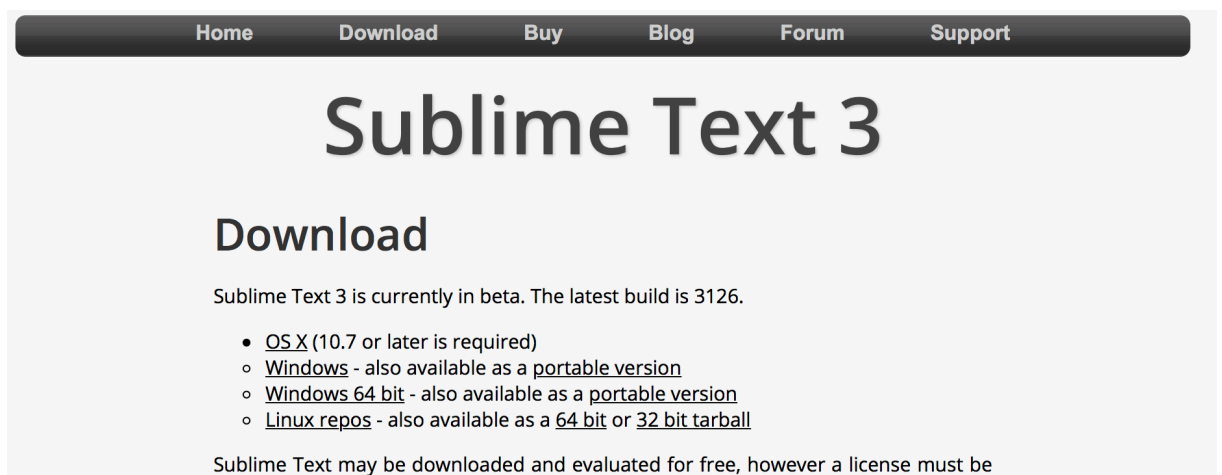 Home Download Buy Blog Forum Support
Sublime Text 3
Download
Sublime Text 3 is currently in beta. The latest build is 3126.
OS X (10.7 or later is required)
Windows - also available as a portable version
Windows 64 bit - also available as a portable version
Linux repos - also available as a 64 bit or 32 bit tarball
Sublime Text may be downloaded and evaluated for free, however a license must be